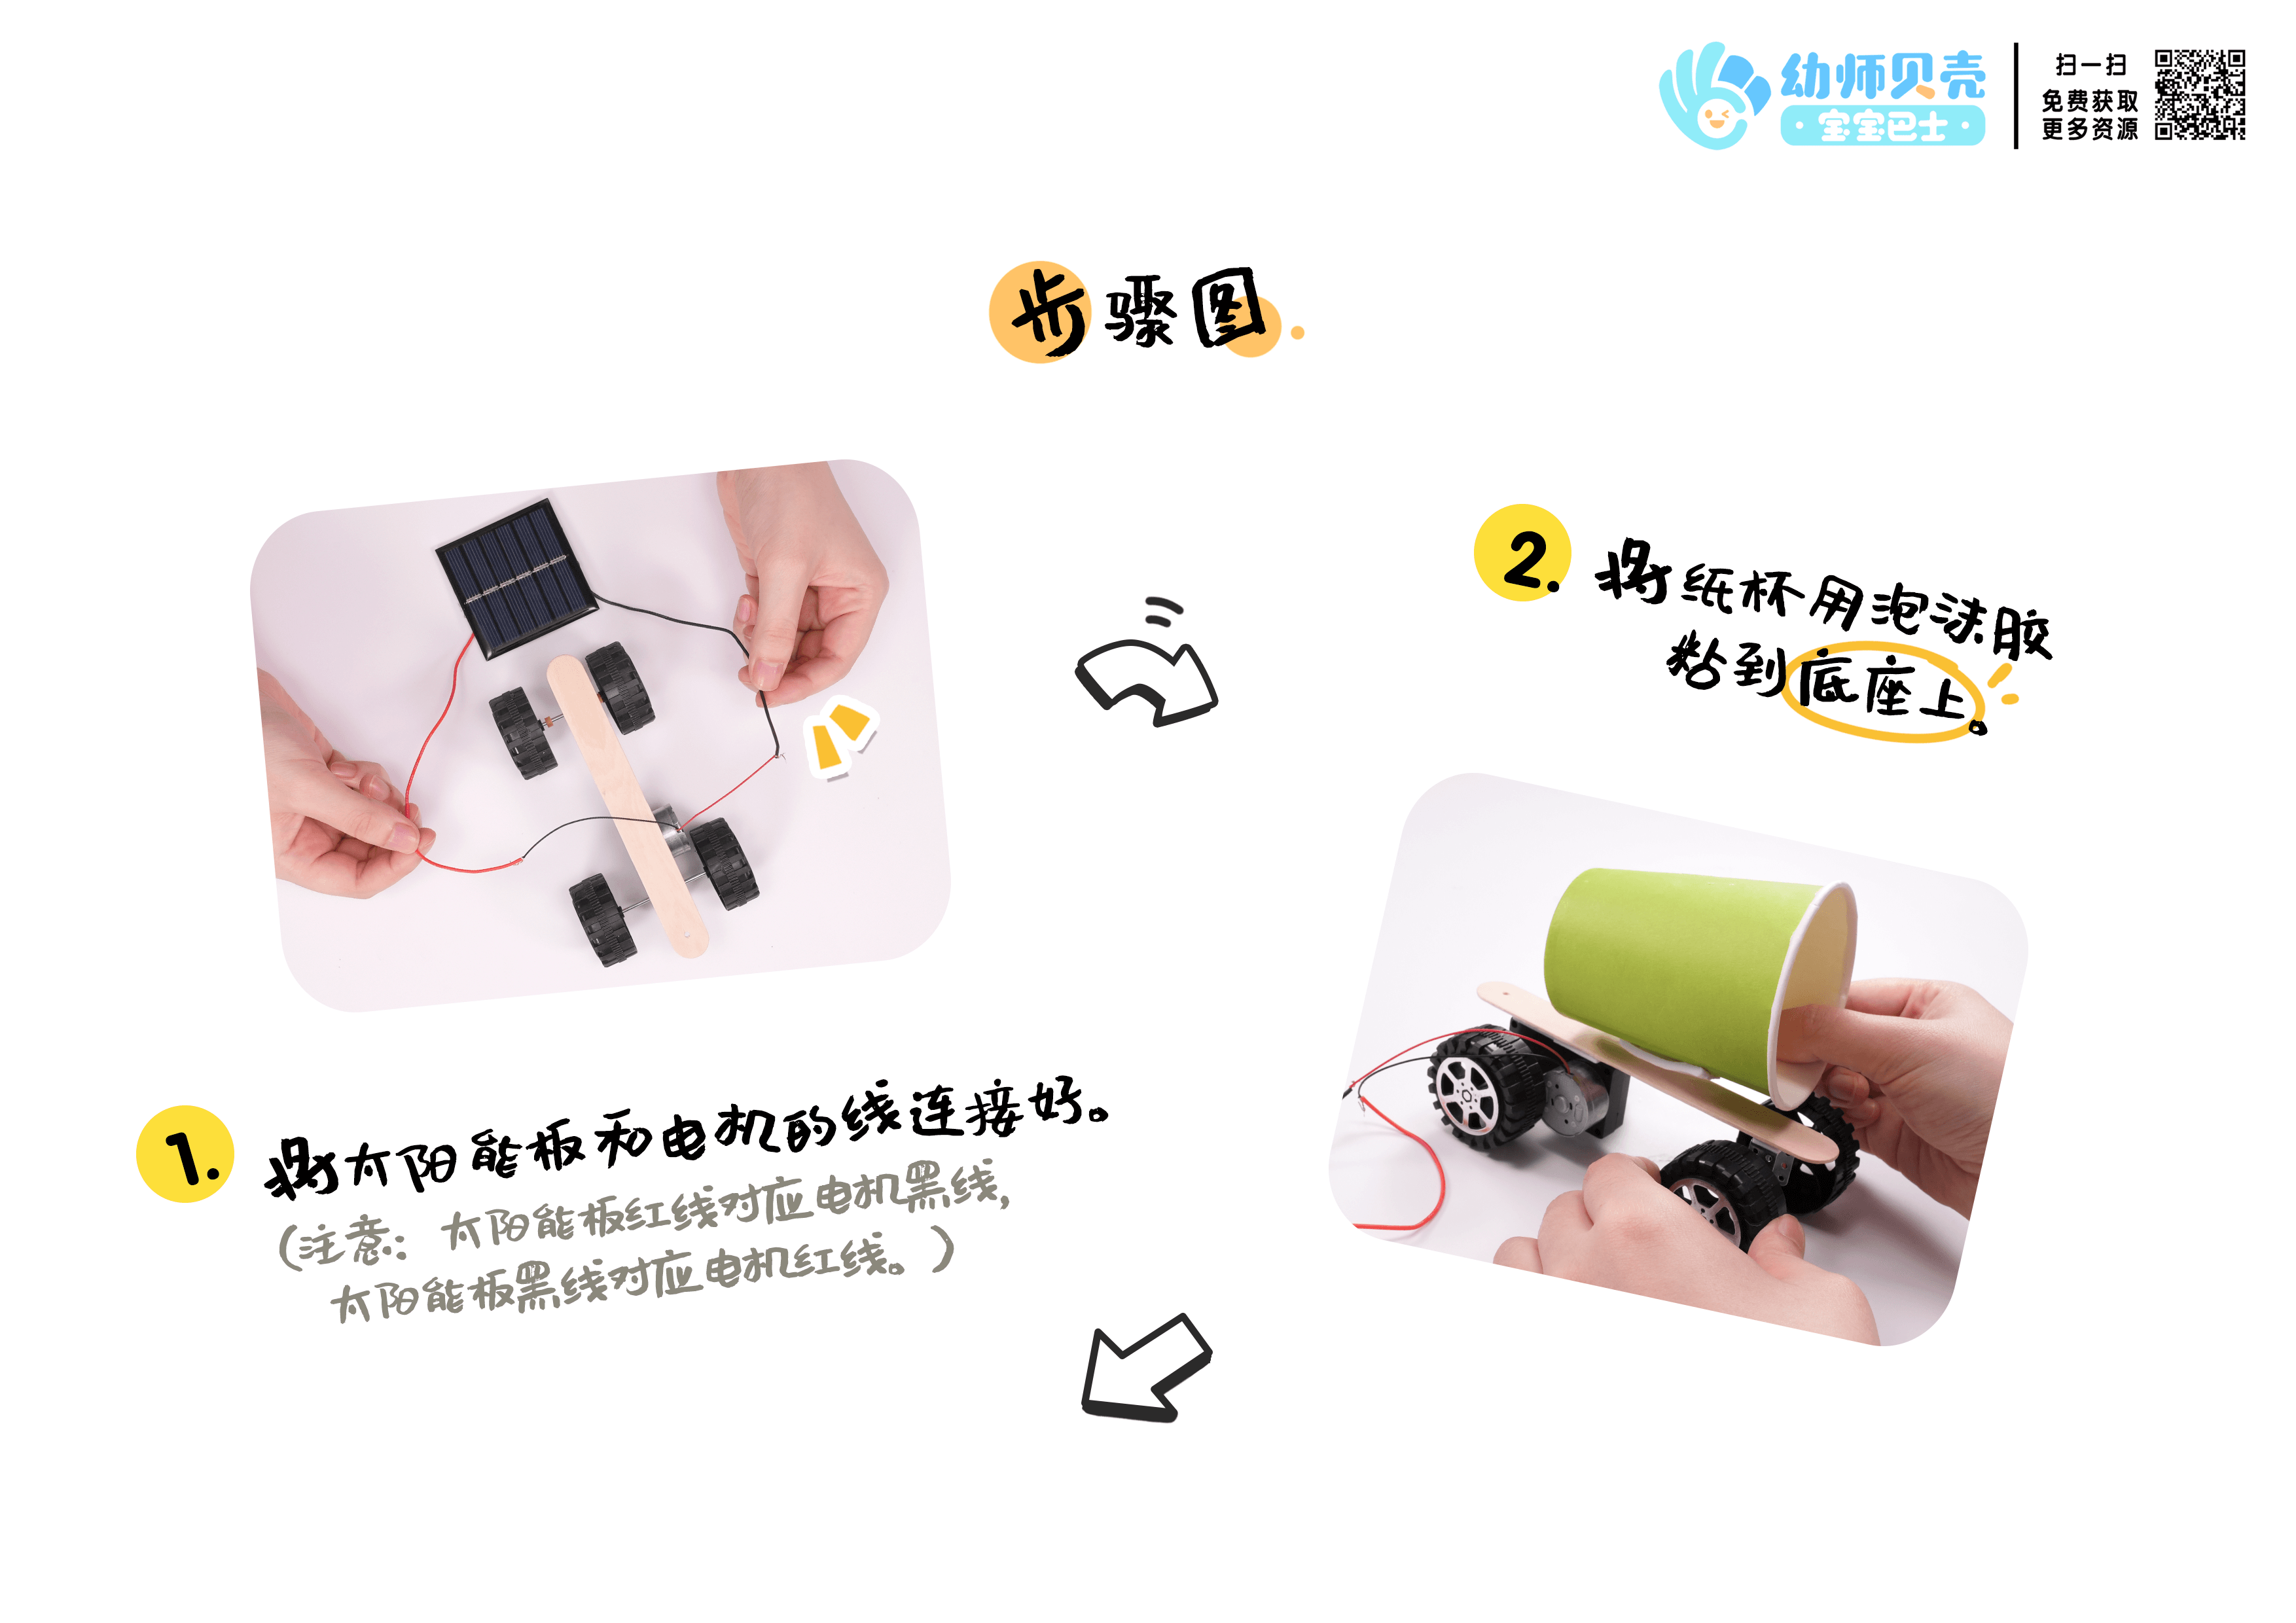 幼师贝壳
·宝宝巴士·
扫一扫
免费获取
更多资源
步骤图
1. 将太阳能板和电机的线连接好。
(注意：太阳能板红线对应电机黑线，
太阳能板黑线对应电机红线。)
2. 将纸杯用泡沫胶
粘到底座上。